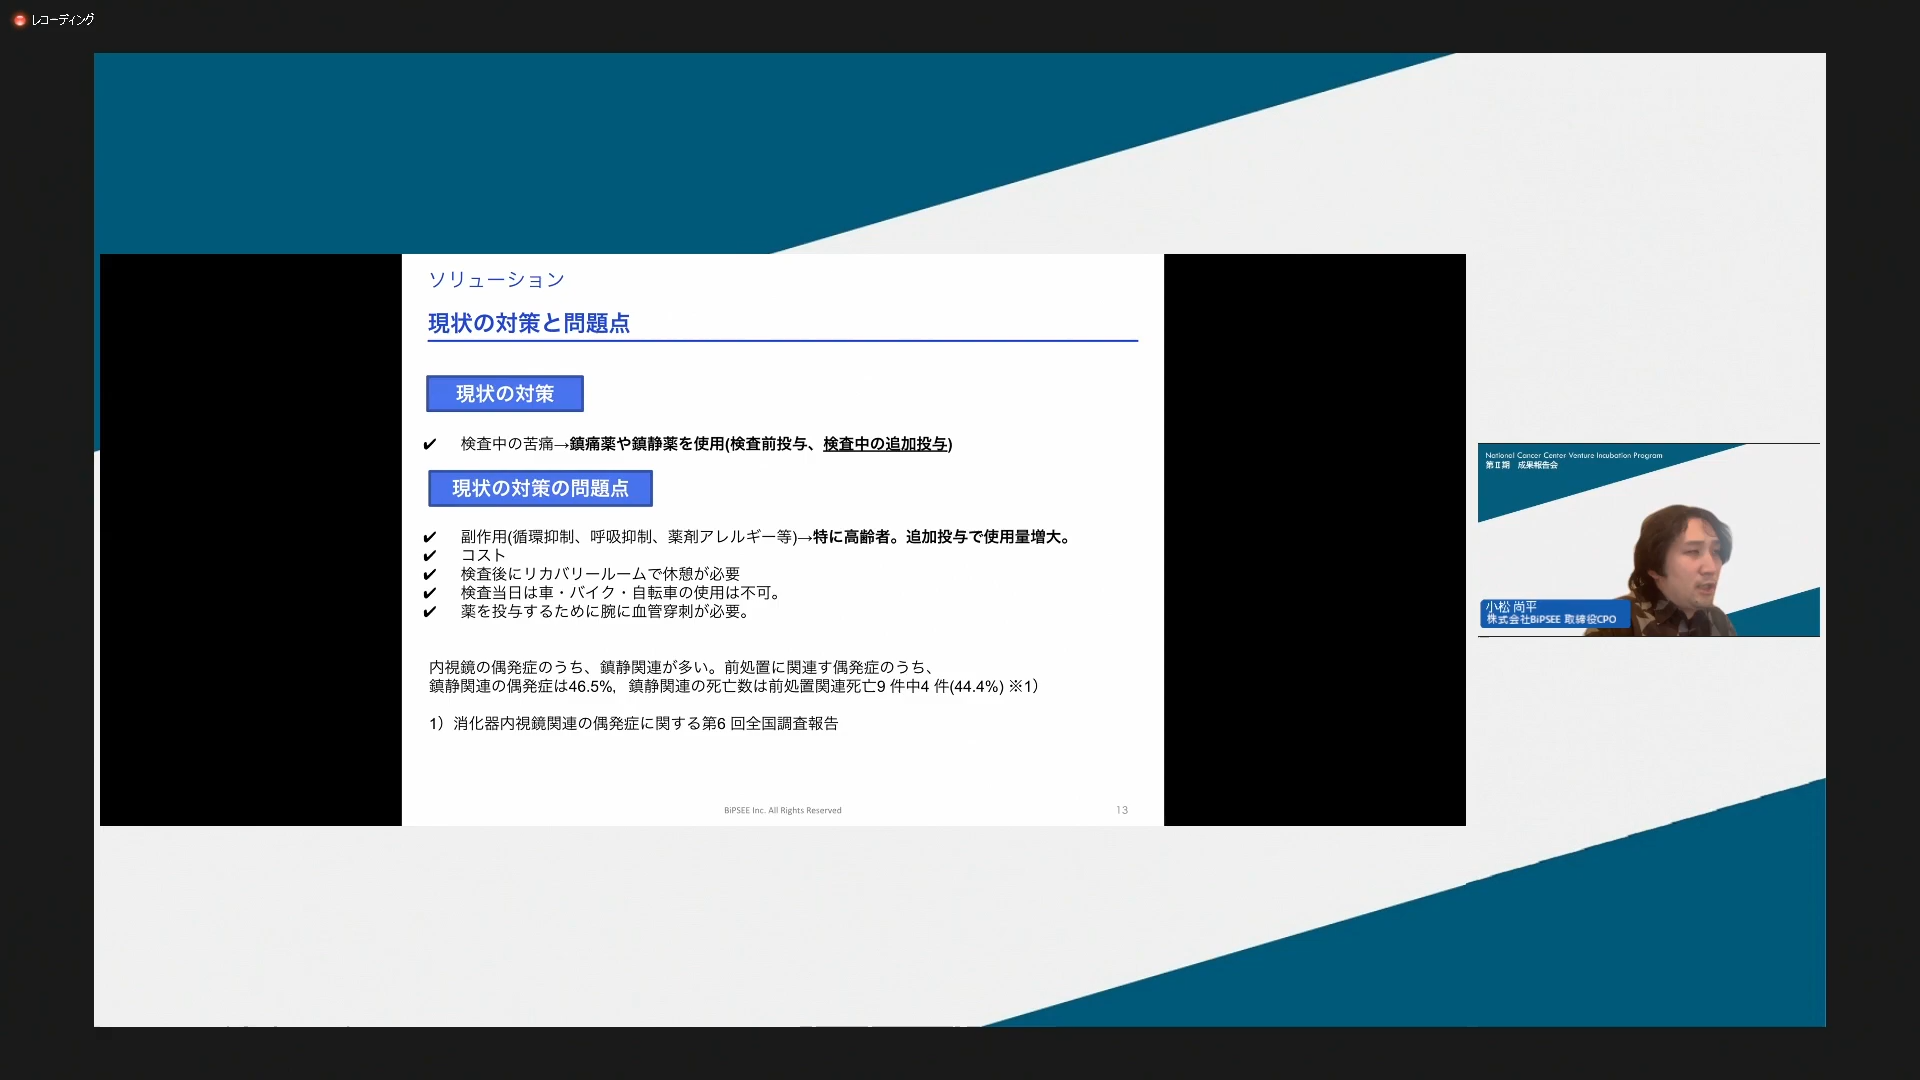 レコーディング
ソリューション
現状の対策と問題点
現状の対策
✔ 検査中の苦痛→鎮痛薬や鎮静薬を使用(検査前投与、検査中の追加投与)
現状の対策の問題点
✔ 副作用(循環抑制、呼吸抑制、薬剤アレルギー等)→特に高齢者。追加投与で使用量増大。
✔ コスト
✔ 検査後にリカバリールームで休憩が必要
✔ 検査当日は車・バイク・自転車の使用は不可。
✔ 薬を投与するために腕に血管穿刺が必要。
内視鏡の偶発症のうち、鎮静関連が多い。前処置に関連す偶発症のうち、
鎮静関連の偶発症は46.5%, 鎮静関連の死亡数は前処置関連死亡9 件中4 件(44.4%) ※1）
1）消化器内視鏡関連の偶発症に関する第6 回全国調査報告
BiPSEE Inc. All Rights Reserved
13
National Cancer Center Venture Incubation Program
第Ⅱ期 成果報告会
小松 尚平
株式会社BiPSEE 取締役CPO